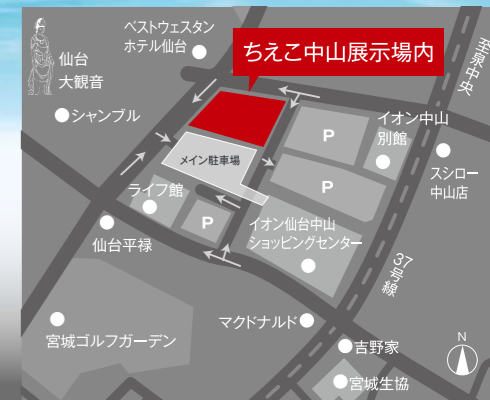 ベストウェスタン
ホテル仙台
ちえこ中山展示場内
至泉中央
仙台
大観音
シャンブル
P
イオン中山
別館
メイン駐車場
スシロー
中山店
P
ライフ館
P
イオン仙台中山
ショッピングセンター
仙台平禄
37号線
マクドナルド
宮城ゴルフガーデン
吉野家
N
宮城生協